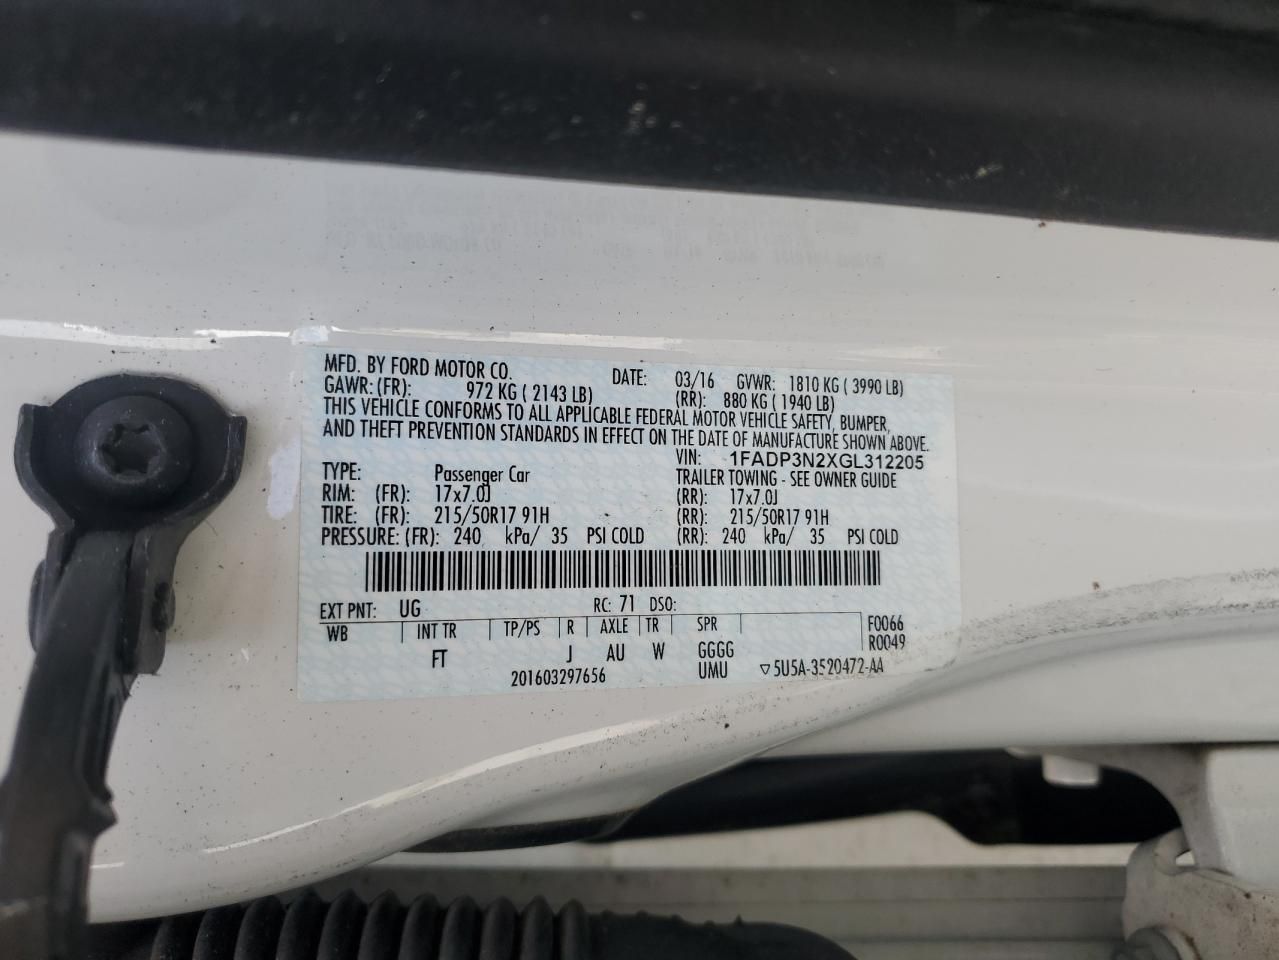 MFD. BY FORD MOTOR CO. DATE: 03/16 GVWR: 1810 KG ( 3990 LB)
GAWR: (FR): 972 KG ( 2143 LB) (RR): 880 KG ( 1940 LB)
THIS VEHICLE CONFORMS TO ALL APPLICABLE FEDERAL MOTOR VEHICLE SAFETY, BUMPER,
AND THEFT PREVENTION STANDARDS IN EFFECT ON THE DATE OF MANUFACTURE SHOWN ABOVE.
VIN: 1FADP3N2XGL312205
TYPE: Passenger Car TRAILER TOWING - SEE OWNER GUIDE
RIM: (FR): 17x7.0J (RR): 17x7.0J
TIRE: (FR): 215/50R17 91H (RR): 215/50R17 91H
PRESSURE: (FR): 240 kPa/ 35 PSI COLD (RR): 240 kPa/ 35 PSI COLD
EXT PNT: UG RC: 71 DSO:
WB INT TR TP/PS R AXLE TR SPR F0066
FT J AU W GGGG R0049
201603297656 UMU ▽5U5A-3520472-AA